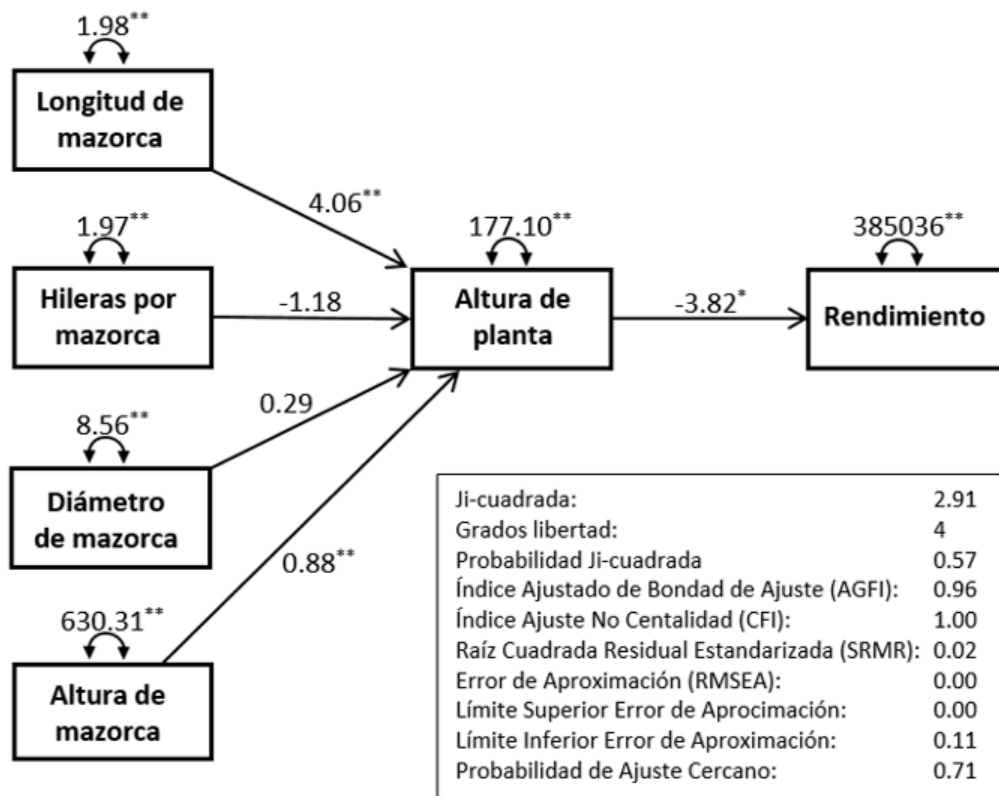 1.98**
Longitud de
mazorca
4.06**
1.97**
Hileras por
mazorca
-1.18
177.10**
Altura de
planta
-3.82*
385036**
Rendimiento
8.56**
Diámetro
de mazorca
0.29
630.31**
Altura de
mazorca
0.88**
Ji-cuadrada: 2.91
Grados libertad: 4
Probabilidad Ji-cuadrada 0.57
Índice Ajustado de Bondad de Ajuste (AGFI): 0.96
Índice Ajuste No Centalidad (CFI): 1.00
Raíz Cuadrada Residual Estandarizada (SRMR): 0.02
Error de Aproximación (RMSEA): 0.00
Límite Superior Error de Aprocimación: 0.00
Límite Inferior Error de Aproximación: 0.11
Probabilidad de Ajuste Cercano: 0.71